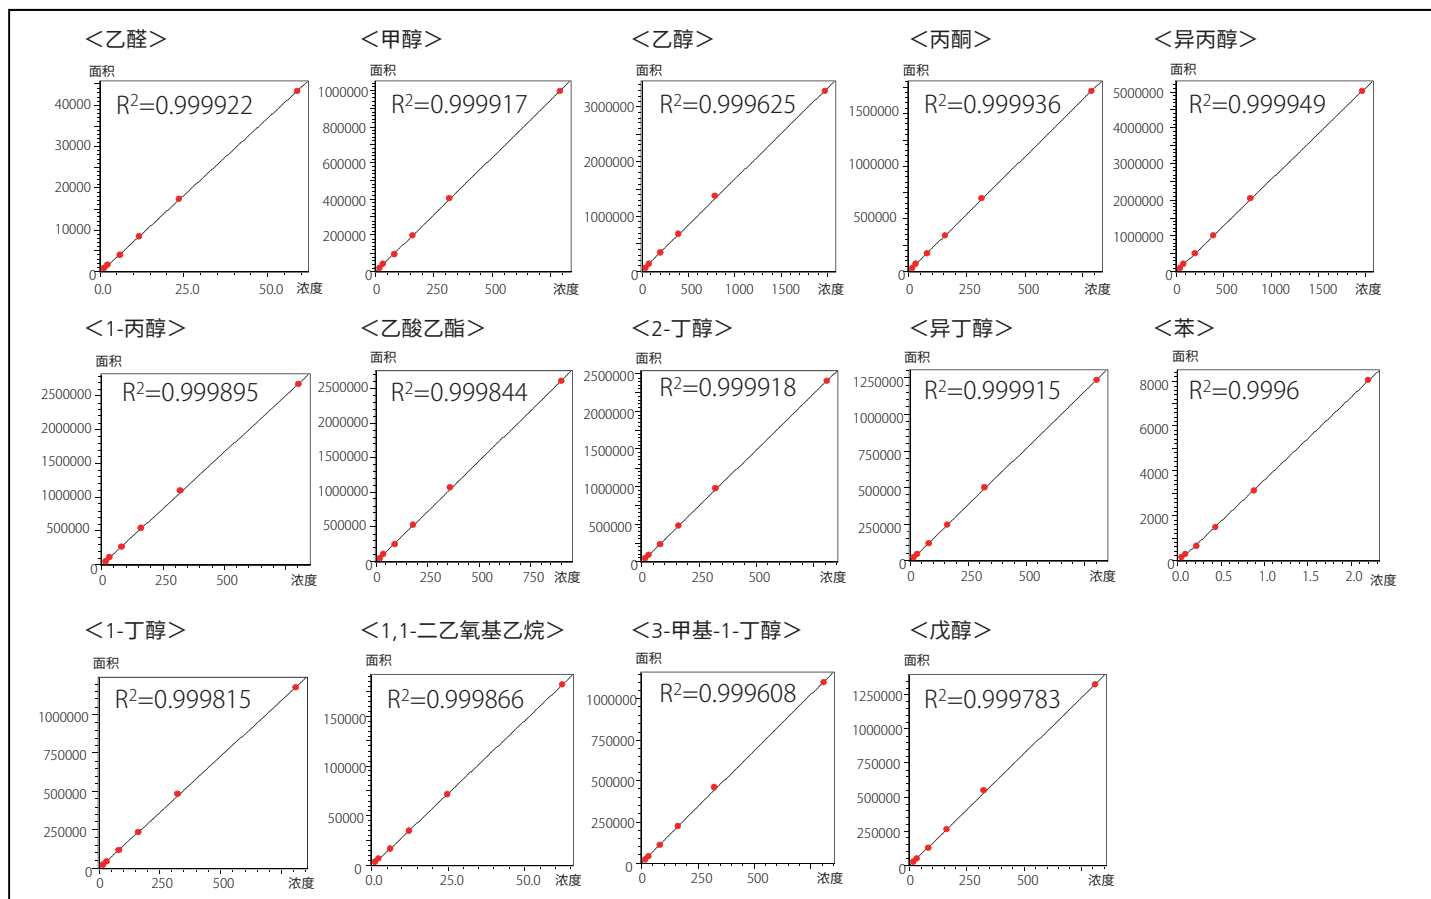 ＜乙醛＞
面积
R²=0.999922
40000
30000
20000
10000
0
0.0 25.0 50.0 浓度
＜甲醇＞
面积
R²=0.999917
1000000
800000
600000
400000
200000
0
0.0 250 500 浓度
＜乙醇＞
面积
R²=0.999625
3000000
2000000
1000000
0
0 500 1000 1500 浓度
＜丙酮＞
面积
R²=0.999936
1500000
1000000
500000
0
0 250 500 浓度
＜异丙醇＞
面积
R²=0.999949
5000000
4000000
3000000
2000000
1000000
0
0 500 1000 1500 浓度
＜1-丙醇＞
面积
R²=0.999895
2500000
2000000
1500000
1000000
500000
0
0 250 500 浓度
＜乙酸乙酯＞
面积
R²=0.999844
2500000
2000000
1500000
1000000
500000
0
0 250 500 750 浓度
＜2-丁醇＞
面积
R²=0.999918
2500000
2000000
1500000
1000000
500000
0
0 250 500 浓度
＜异丁醇＞
面积
R²=0.999915
1250000
1000000
750000
500000
250000
0
0 250 500 浓度
＜苯＞
面积
R²=0.9996
8000
6000
4000
2000
0
0.0 0.5 1.0 1.5 2.0 浓度
＜1-丁醇＞
面积
R²=0.999815
1000000
750000
500000
250000
0
0 250 500 浓度
＜1,1-二乙氧基乙烷＞
面积
R²=0.999866
150000
100000
50000
0
0.0 25.0 50.0 浓度
＜3-甲基-1-丁醇＞
面积
R²=0.999608
1000000
750000
500000
250000
0
0 250 500 浓度
＜戊醇＞
面积
R²=0.999783
1250000
1000000
750000
500000
250000
0
0 250 500 浓度